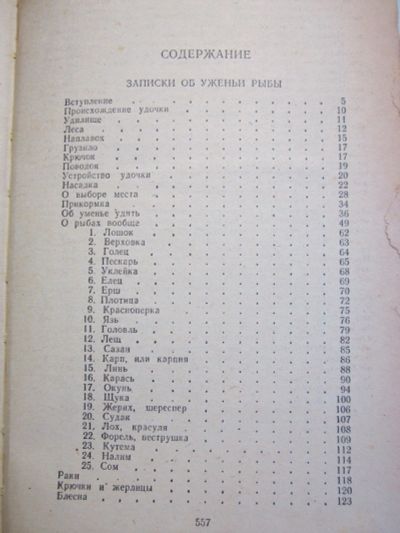 СОДЕРЖАНИЕ
ЗАПИСКИ ОБ УЖЕНЬИ РЫБЫ
Вступление . . . . . . . . . . 5
Происхождение удочки . . . . . . . . 10
Удилище . . . . . . . . . . 11
Леса . . . . . . . . . . 12
Наплавок . . . . . . . . . . 15
Грузило . . . . . . . . . . 17
Крючок . . . . . . . . . . 17
Поводок . . . . . . . . . . 19
Устройство удочки . . . . . . . . 20
Насадка . . . . . . . . . . 22
О выборе места . . . . . . . . 28
Прикормка . . . . . . . . . . 34
Об уменье удить . . . . . . . . 36
О рыбах вообще . . . . . . . . 49
1. Лошок . . . . . . . . 62
2. Верховка . . . . . . . . 63
3. Голец . . . . . . . . 64
4. Пескарь . . . . . . . . 65
5. Уклейка . . . . . . . . 68
6. Елец . . . . . . . . 69
7. Ерш . . . . . . . . 70
8. Плотица . . . . . . . . 72
9. Красноперка . . . . . . . . 75
10. Язь . . . . . . . . 76
11. Головль . . . . . . . . 79
12. Лещ . . . . . . . . 82
13. Сазан . . . . . . . . 85
14. Карп, или карпия . . . . . . . 86
15. Линь . . . . . . . . 88
16. Карась . . . . . . . . 90
17. Окунь . . . . . . . . 94
18. Щука . . . . . . . . 100
19. Жерих, шереспер . . . . . . . 106
20. Судак . . . . . . . . 107
21. Лох, красуля . . . . . . . 108
22. Форель, пеструшка . . . . . . . 109
23. Кутема . . . . . . . . 112
24. Налим . . . . . . . . 114
25. Сом . . . . . . . . 117
Раки . . . . . . . . . . 118
Крючки и жерлицы . . . . . . . . 120
Блесна . . . . . . . . . . 123
557